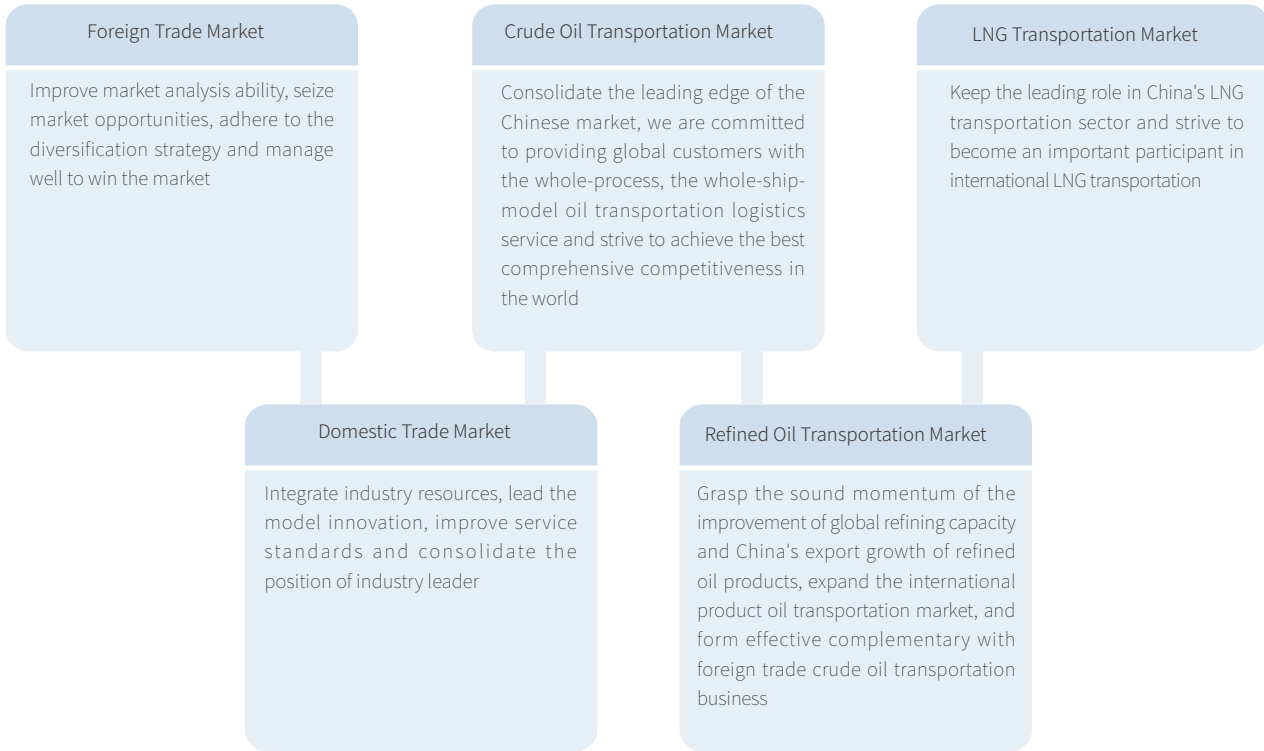 Foreign Trade Market
Improve market analysis ability, seize
market opportunities, adhere to the
diversification strategy and manage
well to win the market
Crude Oil Transportation Market
Consolidate the leading edge of the
Chinese market, we are committed
to providing global customers with
the whole-process, the whole-ship-
model oil transportation logistics
service and strive to achieve the best
comprehensive competitiveness in
the world
LNG Transportation Market
Keep the leading role in China's LNG
transportation sector and strive to
become an important participant in
international LNG transportation
Domestic Trade Market
Integrate industry resources, lead the
model innovation, improve service
standards and consolidate the
position of industry leader
Refined Oil Transportation Market
Grasp the sound momentum of the
improvement of global refining capacity
and China's export growth of refined
oil products, expand the international
product oil transportation market, and
form effective complementary with
foreign trade crude oil transportation
business